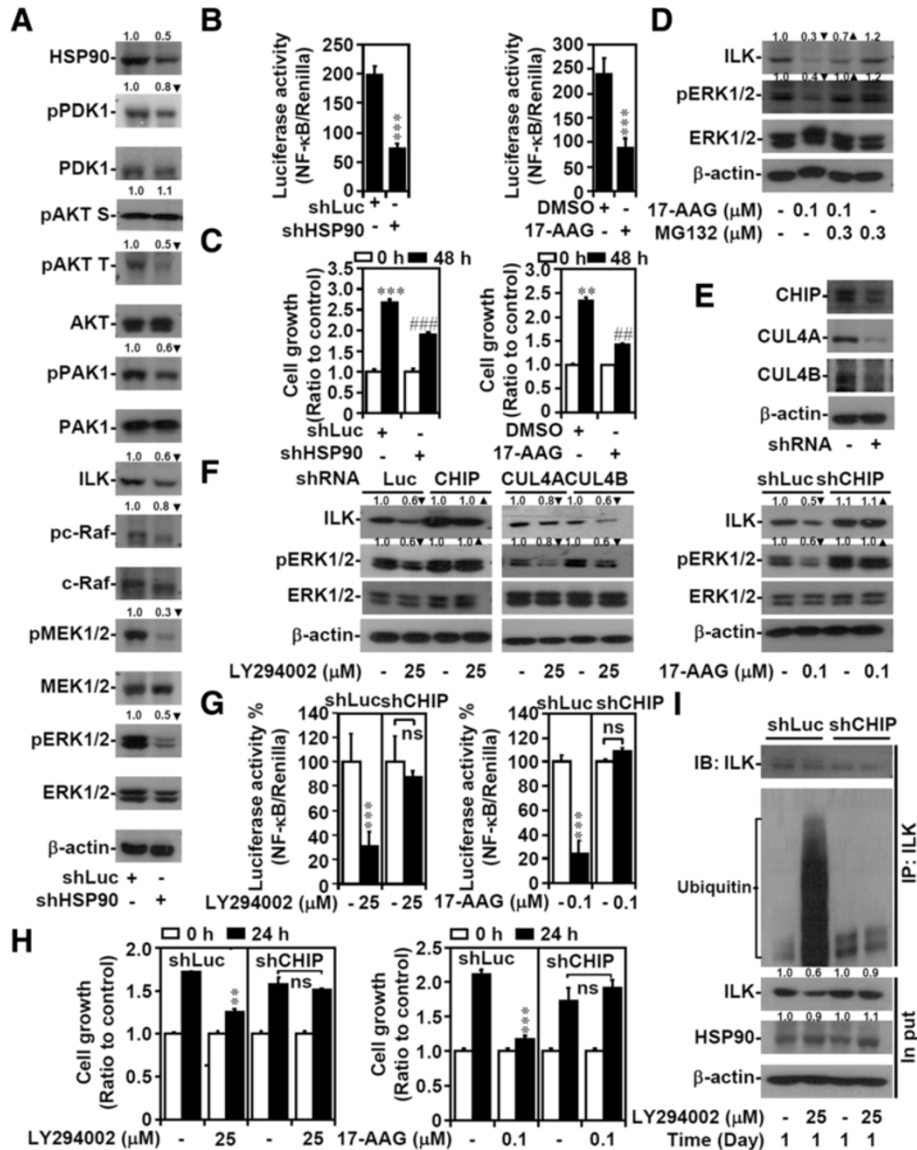 A
1.0 0.5
HSP90-
1.0 0.8▼
pPDK1-
PDK1-
1.0 1.1
pAKT S-
1.0 0.5▼
pAKT T-
AKT-
1.0 0.6▼
pPAK1-
PAK1-
1.0 0.6▼
ILK-
1.0 0.8▼
pc-Raf-
c-Raf-
1.0 0.3▼
pMEK1/2-
MEK1/2-
1.0 0.5▼
pERK1/2-
ERK1/2-
β-actin-
shLuc + -
shHSP90 - +
B
Luciferase activity
(NF-κB/Renilla)
250
200
150
100
50
0
***
shLuc + -
shHSP90 - +
Luciferase activity
(NF-κB/Renilla)
300
250
200
150
100
50
0
***
DMSO + -
17-AAG - +
C
0 h 48 h
Cell growth
(Ratio to control)
3.0
2.5
2.0
1.5
1.0
0.5
0
***
###
shLuc + -
shHSP90 - +
0 h 48 h
Cell growth
(Ratio to control)
3.0
2.5
2.0
1.5
1.0
0.5
0
**
##
DMSO + -
17-AAG - +
D
1.0 0.3▼ 0.7▲ 1.2
ILK-
1.0 0.4▼ 1.0▲ 1.2
pERK1/2-
ERK1/2-
β-actin-
17-AAG (μM) - 0.1 0.1 -
MG132 (μM) - - 0.3 0.3
E
CHIP-
CUL4A-
CUL4B-
β-actin-
shRNA - +
F
shRNA Luc CHIP CUL4A CUL4B
1.0 0.6▼ 1.0 1.0▲ 1.0 0.8▼ 1.0 0.6▼
ILK-
1.0 0.6▼ 1.0 1.0▲ 1.0 0.8▼ 1.0 0.6▼
pERK1/2-
ERK1/2-
β-actin-
LY294002 (μM) - 25 - 25 - 25 - 25
shLuc shCHIP
1.0 0.5▼ 1.1 1.1▲
ILK-
1.0 0.6▼ 1.0 1.0▲
pERK1/2-
ERK1/2-
β-actin-
17-AAG (μM) - 0.1 - 0.1
G
shLuc shCHIP
Luciferase activity %
(NF-κB/Renilla)
140
120
100
80
60
40
20
0
***
ns
LY294002 (μM) - 25 - 25
shLuc shCHIP
Luciferase activity %
(NF-κB/Renilla)
140
120
100
80
60
40
20
0
***
ns
17-AAG (μM) - 0.1 - 0.1
H
0 h 24 h
shLuc shCHIP
Cell growth
(Ratio to control)
2.0
1.5
1.0
0.5
0
**
ns
LY294002 (μM) - 25 - 25
0 h 24 h
shLuc shCHIP
Cell growth
(Ratio to control)
2.5
2.0
1.5
1.0
0.5
0
***
ns
17-AAG (μM) - 0.1 - 0.1
I
shLuc shCHIP
IB: ILK-
Ubiquitin
IP: ILK
1.0 0.6 1.0 0.9
ILK-
1.0 0.9 1.0 1.1
HSP90-
β-actin-
In put
LY294002 (μM) - 25 - 25
Time (Day) 1 1 1 1